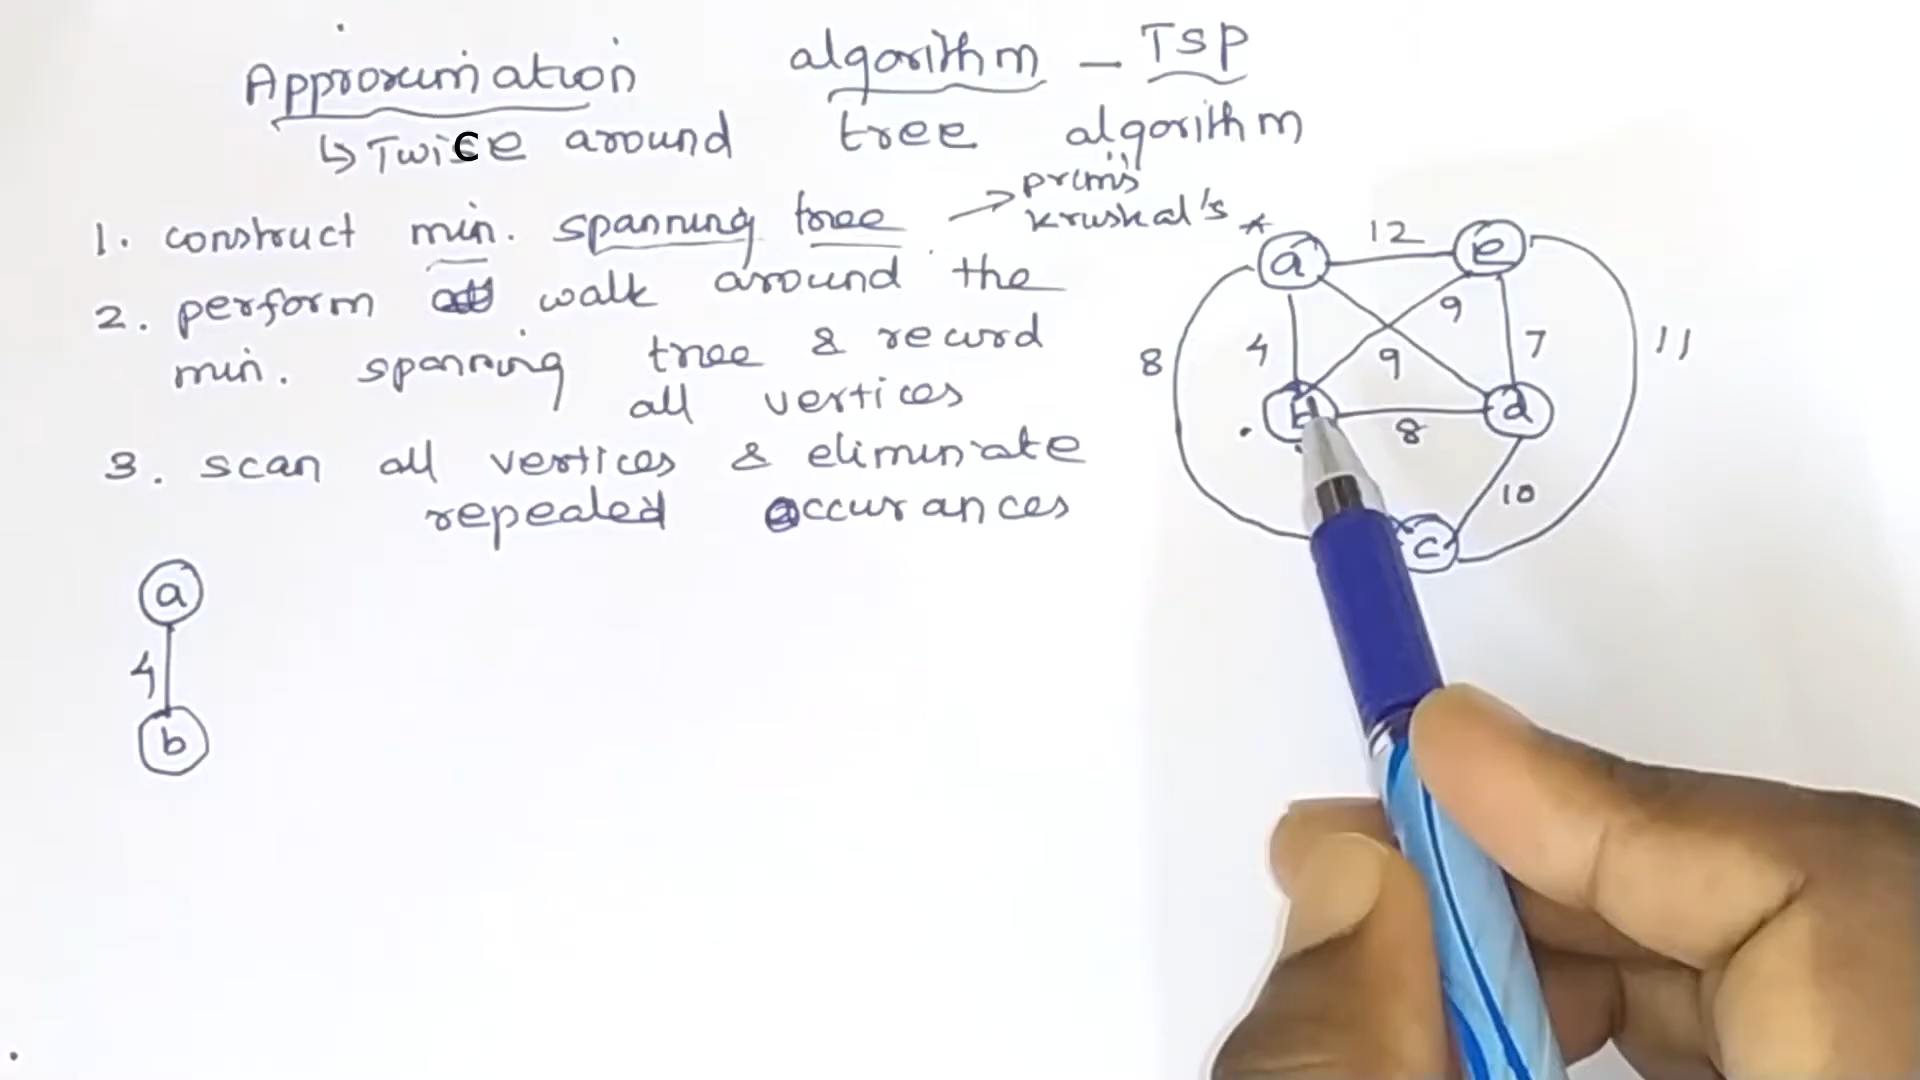 Approximation algorithm - TSP
↳ Twice around tree algorithm
1. construct min. spanning tree → prim's
kruskal's
2. perform a walk around the
min. spanning tree & record
all vertices
3. scan all vertices & eliminate
repeated occurances
* a 12 e
9
8 4 9 7 11
b 8 d
10
c
a
4
b